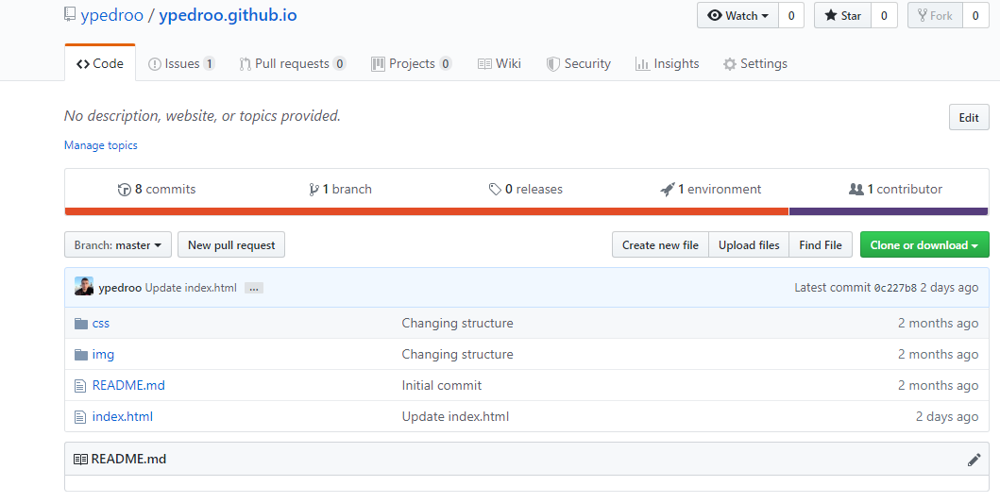 ypedroo / ypedroo.github.io Watch 0 Star 0 Fork 0
Code Issues 1 Pull requests 0 Projects 0 Wiki Security Insights Settings
No description, website, or topics provided. Edit
Manage topics
8 commits 1 branch 0 releases 1 environment 1 contributor
Branch: master New pull request Create new file Upload files Find File Clone or download
ypedroo Update index.html ... Latest commit 0c227b8 2 days ago
css Changing structure 2 months ago
img Changing structure 2 months ago
README.md Initial commit 2 months ago
index.html Update index.html 2 days ago
README.md